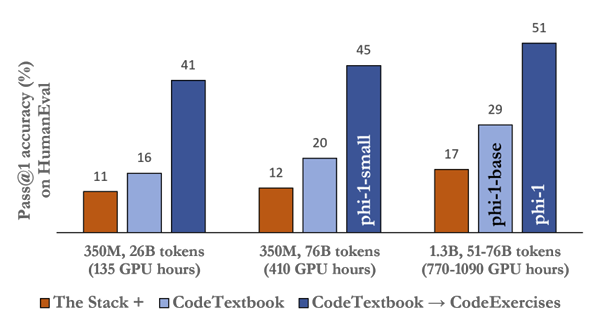 Pass@1 accuracy (%)
on HumanEval
11
16
41
12
20
45
phi-1-small
17
29
phi-1-base
51
phi-1
350M, 26B tokens
(135 GPU hours)
350M, 76B tokens
(410 GPU hours)
1.3B, 51-76B tokens
(770-1090 GPU hours)
The Stack +
CodeTextbook
CodeTextbook → CodeExercises